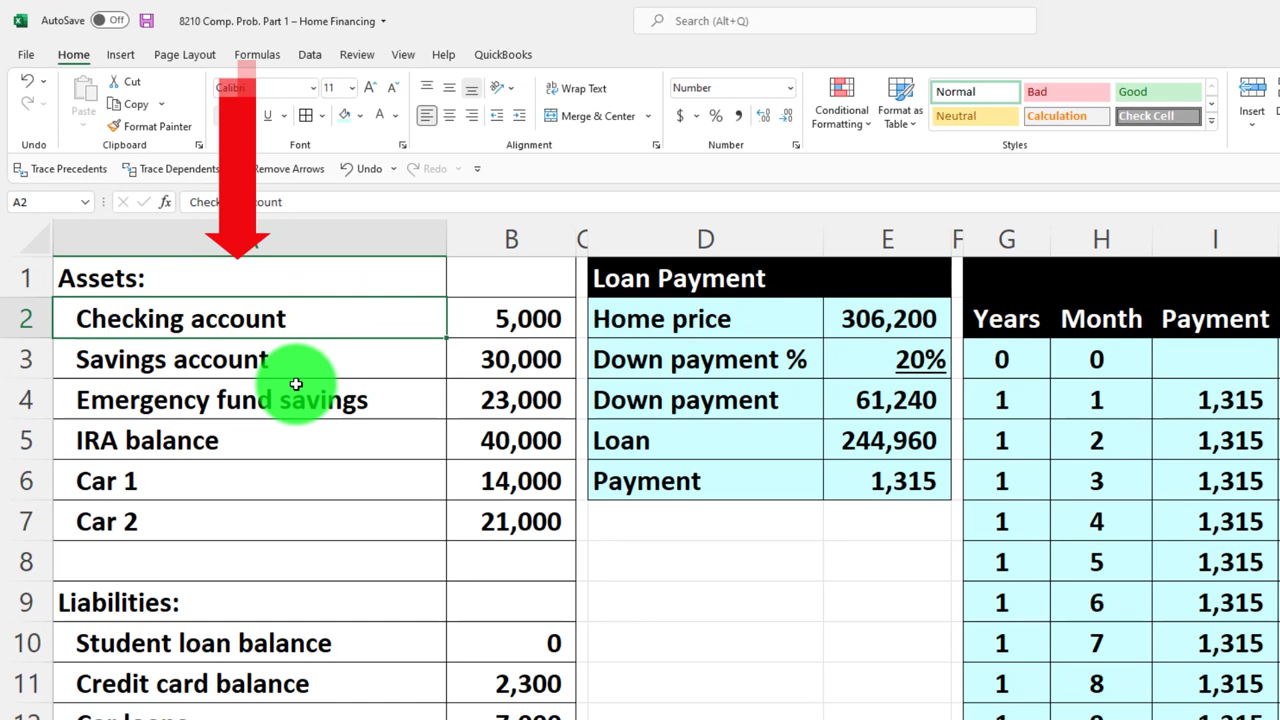 AutoSave Off 8210 Comp. Prob. Part 1 – Home Financing Search (Alt+Q)
File Home Insert Page Layout Formulas Data Review View Help QuickBooks
Undo
Paste Cut Copy Format Painter
Clipboard
Calibri 11
U A
Font
Wrap Text
Merge & Center
Alignment
Number
$ %
Number
Conditional Formatting
Format as Table
Normal Bad Good
Neutral Calculation Check Cell
Styles
Insert
Trace Precedents Trace Dependents Remove Arrows Undo Redo
A2 fx
B C D E F G H I
1 Assets: Loan Payment
2 Checking account 5,000 Home price 306,200 Years Month Payment
3 Savings account 30,000 Down payment % 20% 0 0
4 Emergency fund savings 23,000 Down payment 61,240 1 1 1,315
5 IRA balance 40,000 Loan 244,960 1 2 1,315
6 Car 1 14,000 Payment 1,315 1 3 1,315
7 Car 2 21,000 1 4 1,315
8 1 5 1,315
9 Liabilities: 1 6 1,315
10 Student loan balance 0 1 7 1,315
11 Credit card balance 2,300 1 8 1,315